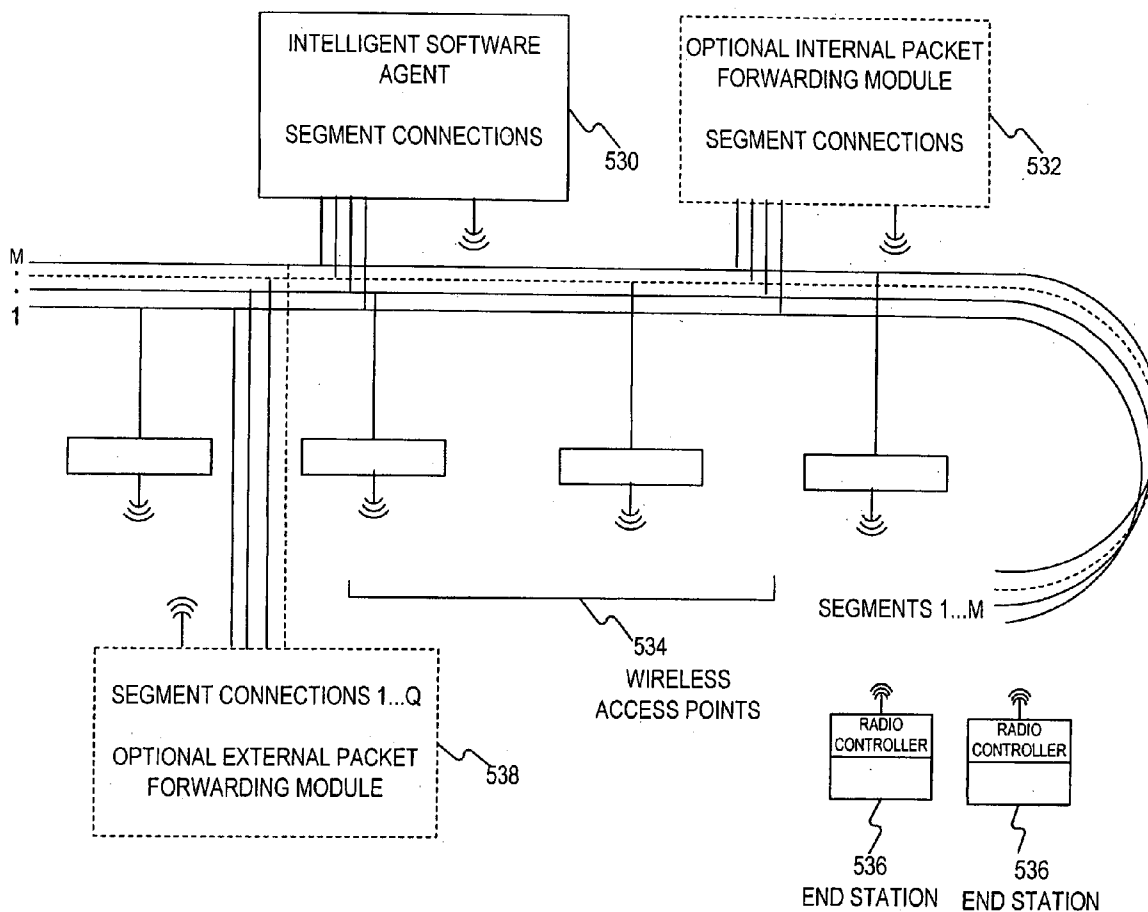 INTELLIGENT SOFTWARE
AGENT
SEGMENT CONNECTIONS
530
OPTIONAL INTERNAL PACKET
FORWARDING MODULE
SEGMENT CONNECTIONS
532
M
1
SEGMENTS 1...M
534
WIRELESS
ACCESS POINTS
SEGMENT CONNECTIONS 1...Q
OPTIONAL EXTERNAL PACKET
FORWARDING MODULE
538
RADIO
CONTROLLER
536
END STATION
RADIO
CONTROLLER
536
END STATION